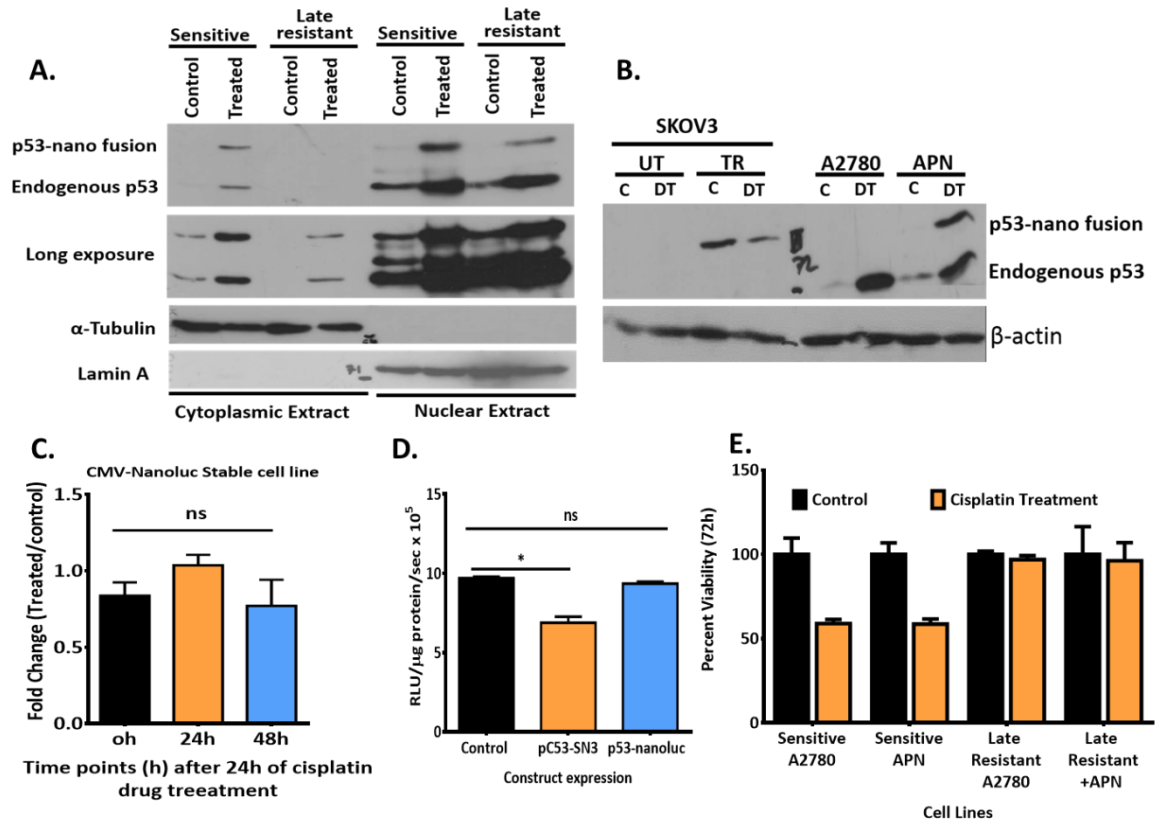 A.
Sensitive
Late
resistant
Sensitive
Late
resistant
Control
Treated
Control
Treated
Control
Treated
Control
Treated
p53-nano fusion
Endogenous p53
Long exposure
α-Tubulin
Lamin A
71
Cytoplasmic Extract
Nuclear Extract
B.
SKOV3
UT
TR
A2780
APN
C
DT
C
DT
C
DT
C
DT
72
p53-nano fusion
Endogenous p53
β-actin
C.
CMV-Nanoluc Stable cell line
Fold Change (Treated/control)
1.5
1.0
0.5
0.0
ns
oh
24h
48h
Time points (h) after 24h of cisplatin
drug treetment
D.
RLU/µg protein/sec x 10⁵
15
10
5
0
ns
*
Control
pC53-SN3
p53-nanoluc
Construct expression
E.
Percent Viability (72h)
150
100
50
0
Control
Cisplatin Treatment
Sensitive
A2780
Sensitive
APN
Late
Resistant
A2780
Late
Resistant
+APN
Cell Lines